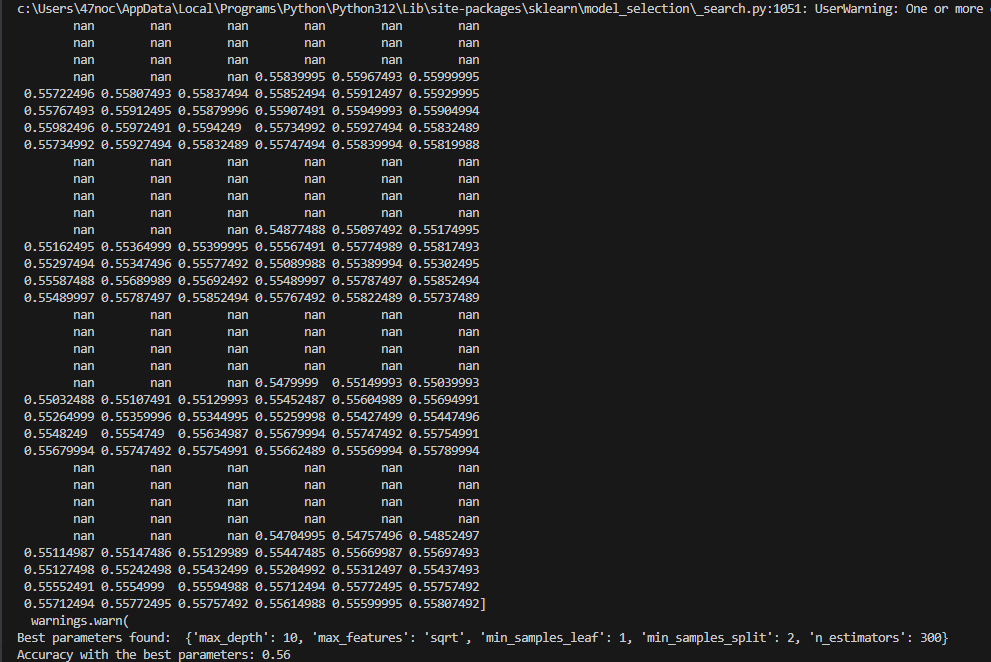 c:\Users\47noc\AppData\Local\Programs\Python\Python312\Lib\site-packages\sklearn\model_selection\_search.py:1051: UserWarning: One or more
nan nan nan nan nan nan
nan nan nan nan nan nan
nan nan nan nan nan nan
nan nan nan 0.55839995 0.55967493 0.55999995
0.55722496 0.55807493 0.55837494 0.55852494 0.55912497 0.55929995
0.55767493 0.55912495 0.55879996 0.55907491 0.55949993 0.55904994
0.55982496 0.55972491 0.5594249 0.55734992 0.55927494 0.55832489
0.55734992 0.55927494 0.55832489 0.55747494 0.55839994 0.55819988
nan nan nan nan nan nan
nan nan nan nan nan nan
nan nan nan nan nan nan
nan nan nan nan nan nan
nan nan nan 0.54877488 0.55097492 0.55174995
0.55162495 0.55364999 0.55399995 0.55567491 0.55774989 0.55817493
0.55297494 0.55347496 0.55577492 0.55089988 0.55389994 0.55302495
0.55587488 0.55689989 0.55692492 0.55489997 0.55787497 0.55852494
0.55489997 0.55787497 0.55852494 0.55767492 0.55822489 0.55737489
nan nan nan nan nan nan
nan nan nan nan nan nan
nan nan nan nan nan nan
nan nan nan nan nan nan
nan nan nan 0.5479999 0.55149993 0.55039993
0.55032488 0.55107491 0.55129993 0.55452487 0.55604989 0.55694991
0.55264999 0.55359996 0.55344995 0.55259998 0.55427499 0.55447496
0.5548249 0.5554749 0.55634987 0.55679994 0.55747492 0.55754991
0.55679994 0.55747492 0.55754991 0.55662489 0.55569994 0.55789994
nan nan nan nan nan nan
nan nan nan nan nan nan
nan nan nan nan nan nan
nan nan nan nan nan nan
nan nan nan 0.54704995 0.54757496 0.54852497
0.55114987 0.55147486 0.55129989 0.55447485 0.55669987 0.55697493
0.55127498 0.55242498 0.55432499 0.55204992 0.55312497 0.55437493
0.55552491 0.5554999 0.55594988 0.55712494 0.55772495 0.55757492
0.55712494 0.55772495 0.55757492 0.55614988 0.55599995 0.55807492]
warnings.warn(
Best parameters found: {'max_depth': 10, 'max_features': 'sqrt', 'min_samples_leaf': 1, 'min_samples_split': 2, 'n_estimators': 300}
Accuracy with the best parameters: 0.56